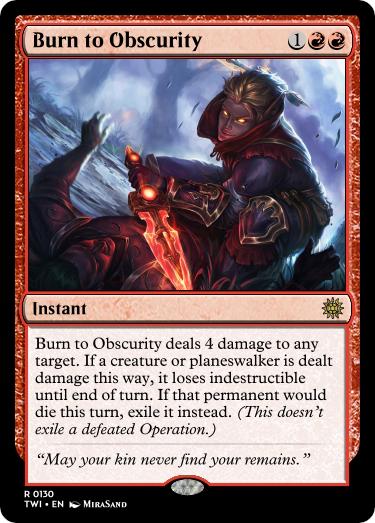 Burn to Obscurity 1
Instant
Burn to Obscurity deals 4 damage to any
target. If a creature or planeswalker is dealt
damage this way, it loses indestructible
until end of turn. If that permanent would
die this turn, exile it instead. (This doesn't
exile a defeated Operation.)
“May your kin never find your remains.”
R 0130
TWI • EN MiraSand